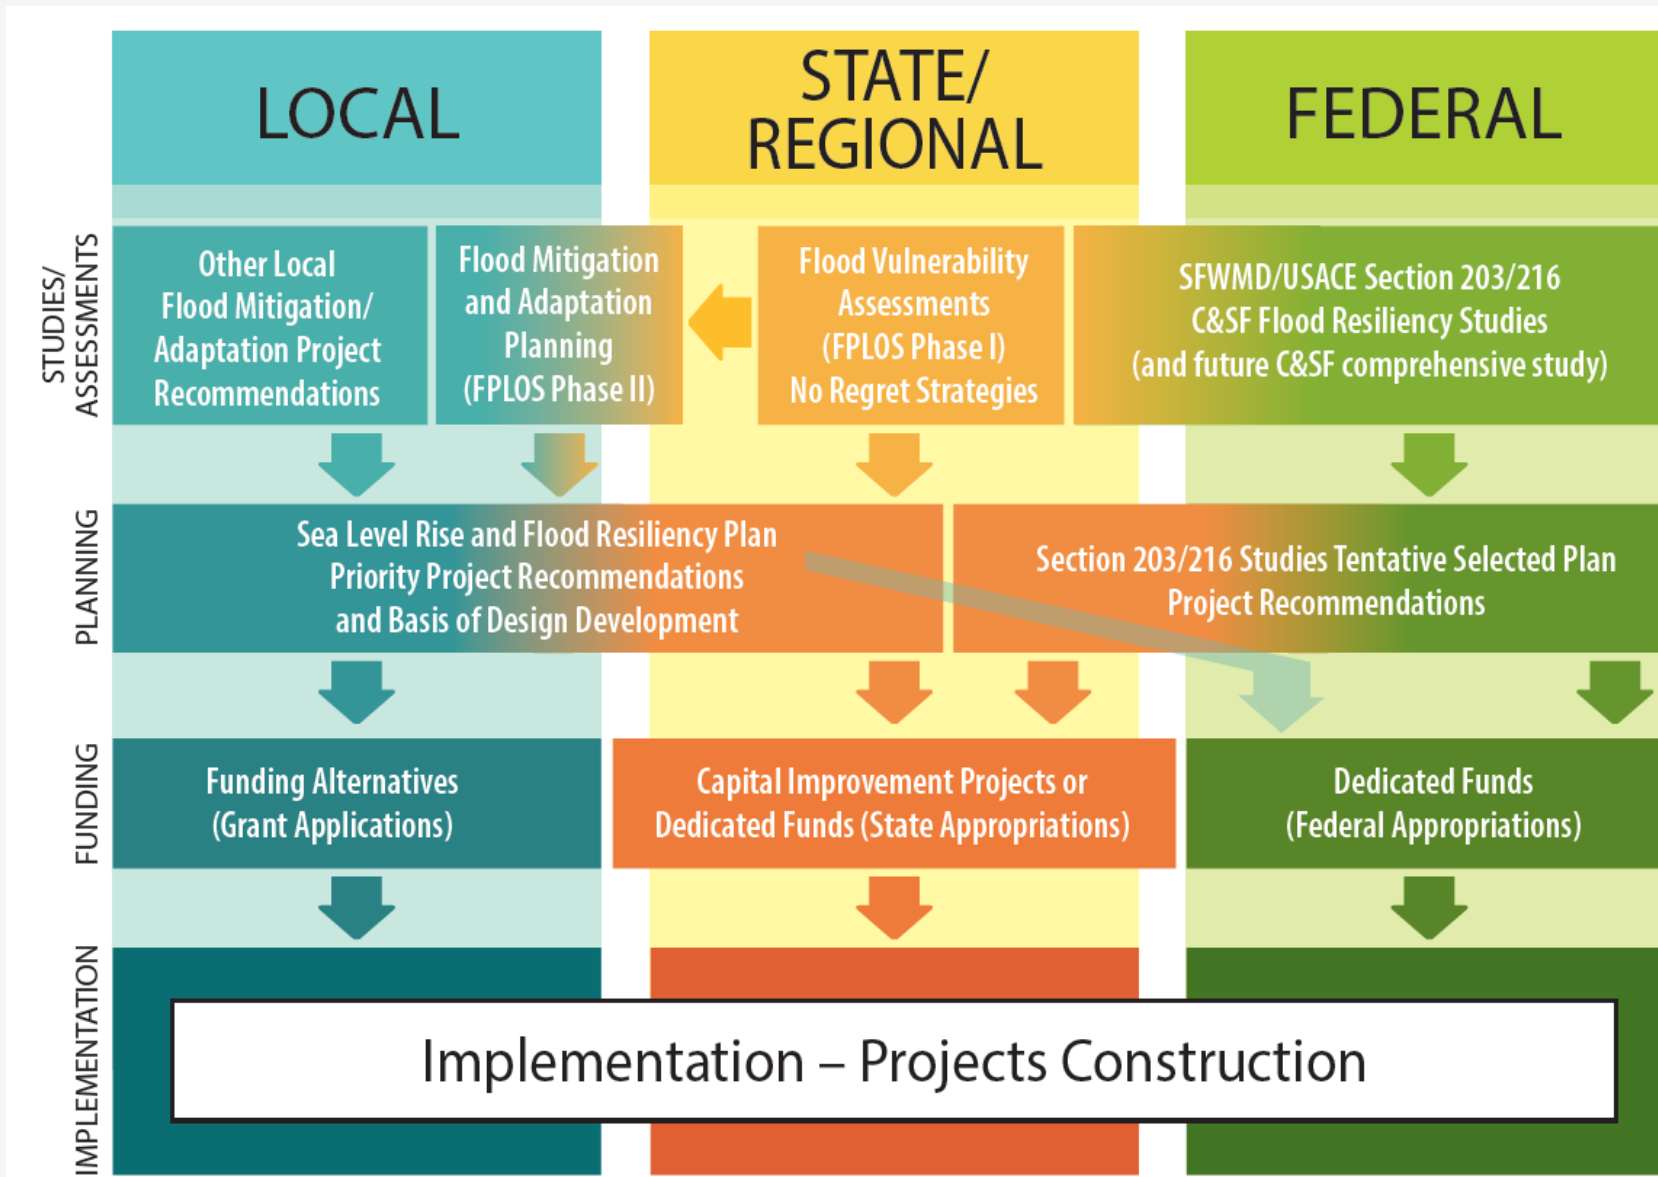 LOCAL
STATE/
REGIONAL
FEDERAL
STUDIES/
ASSESSMENTS
Other Local
Flood Mitigation/
Adaptation Project
Recommendations
Flood Mitigation
and Adaptation
Planning
(FPLOS Phase II)
Flood Vulnerability
Assessments
(FPLOS Phase I)
No Regret Strategies
SFWMD/USACE Section 203/216
C&SF Flood Resiliency Studies
(and future C&SF comprehensive study)
PLANNING
Sea Level Rise and Flood Resiliency Plan
Priority Project Recommendations
and Basis of Design Development
Section 203/216 Studies Tentative Selected Plan
Project Recommendations
FUNDING
Funding Alternatives
(Grant Applications)
Capital Improvement Projects or
Dedicated Funds (State Appropriations)
Dedicated Funds
(Federal Appropriations)
IMPLEMENTATION
Implementation – Projects Construction